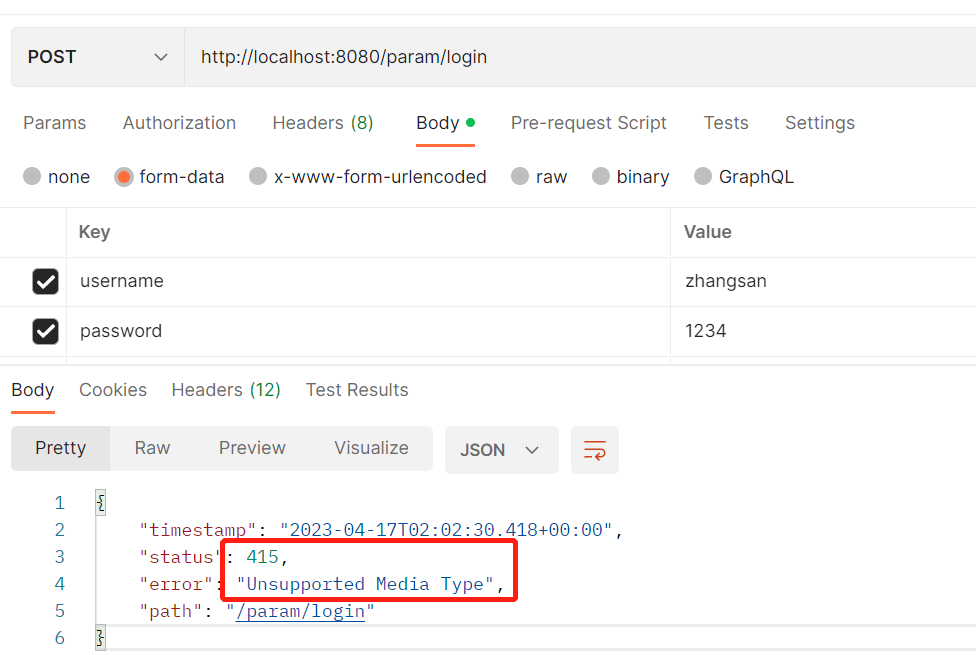 POST http://localhost:8080/param/login
Params Authorization Headers (8) Body Pre-request Script Tests Settings
none form-data x-www-form-urlencoded raw binary GraphQL
Key Value
username zhangsan
password 1234
Body Cookies Headers (12) Test Results
Pretty Raw Preview Visualize JSON
1 {
2 "timestamp": "2023-04-17T02:02:30.418+00:00",
3 "status": 415,
4 "error": "Unsupported Media Type",
5 "path": "/param/login"
6 }